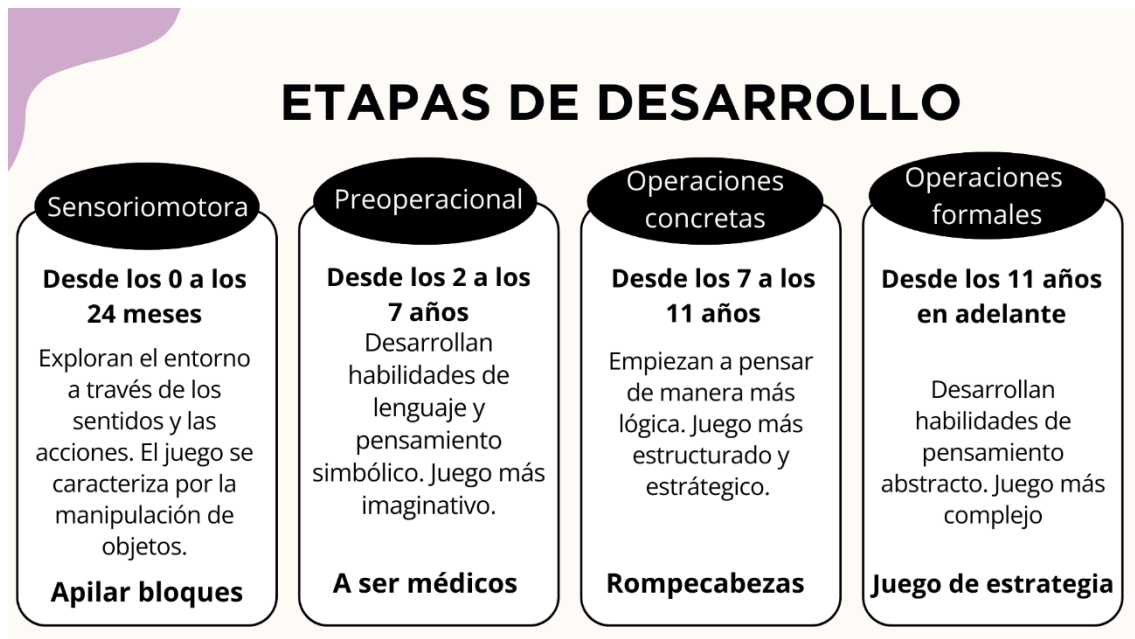 ETAPAS DE DESARROLLO
Sensoriomotora
Desde los 0 a los
24 meses
Exploran el entorno
a través de los
sentidos y las
acciones. El juego se
caracteriza por la
manipulación de
objetos.
Apilar bloques
Preoperacional
Desde los 2 a los
7 años
Desarrollan
habilidades de
lenguaje y
pensamiento
simbólico. Juego más
imaginativo.
A ser médicos
Operaciones
concretas
Desde los 7 a los
11 años
Empiezan a pensar
de manera más
lógica. Juego más
estructurado y
estrátegico.
Rompecabezas
Operaciones
formales
Desde los 11 años
en adelante
Desarrollan
habilidades de
pensamiento
abstracto. Juego más
complejo
Juego de estrategia